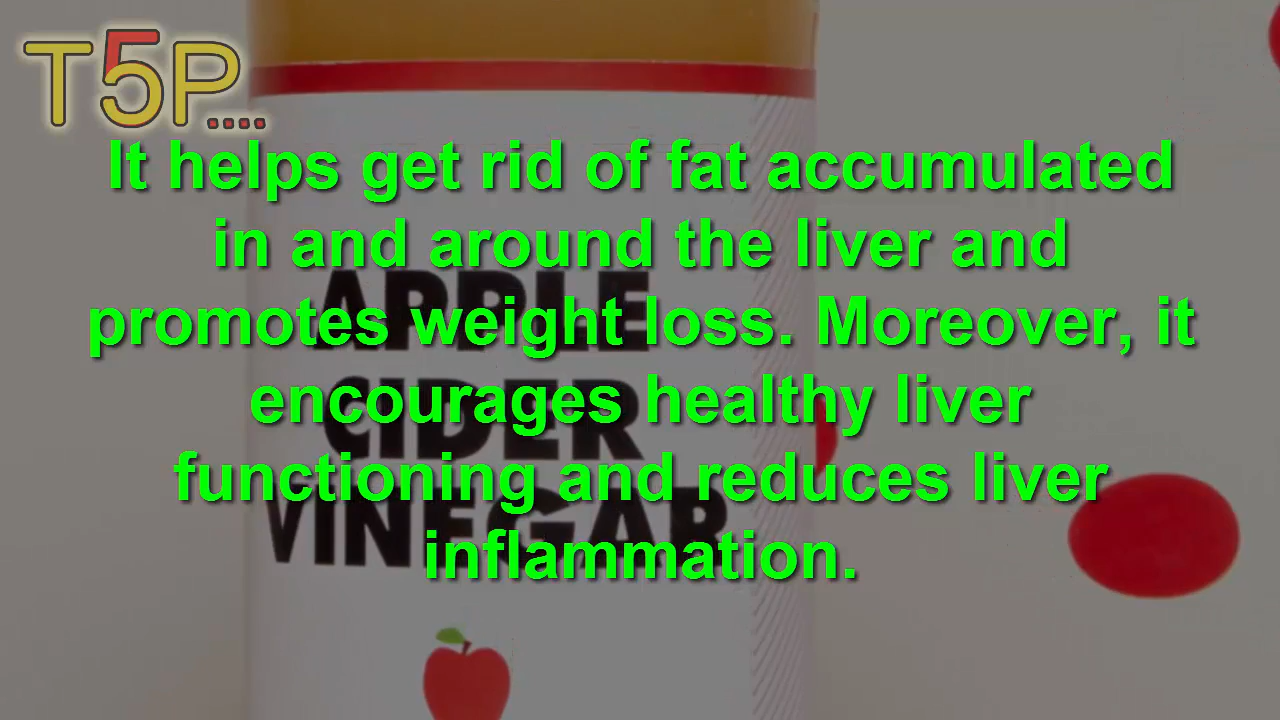 T5P....
It helps get rid of fat accumulated
in and around the liver and
promotes weight loss. Moreover, it
encourages healthy liver
functioning and reduces liver
inflammation.
APPLE
CIDER
VINEGAR